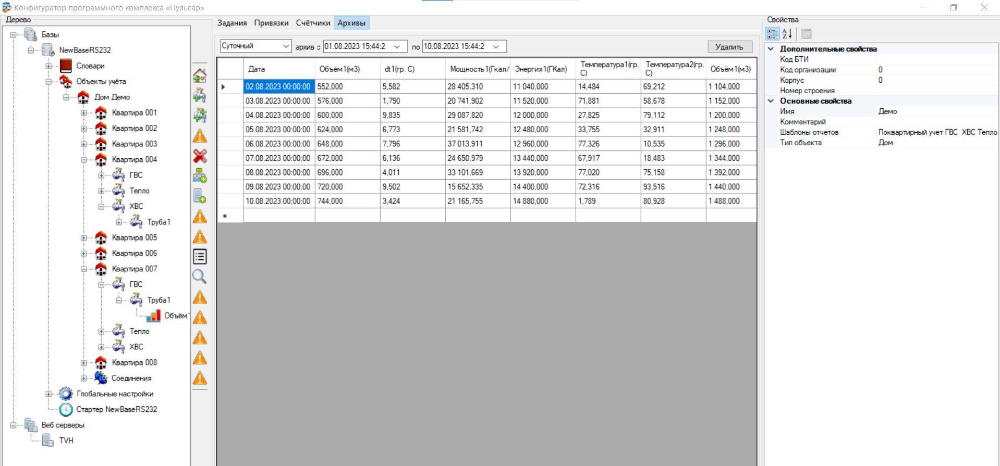 Конфигуратор программного комплекса «Пульсар»
Дерево
Базы
NewBaseRS232
Словари
Объекты учёта
Дом Демо
Квартира 001
Квартира 002
Квартира 003
Квартира 004
ГВС
Тепло
ХВС
Труба1
Квартира 005
Квартира 006
Квартира 007
ГВС
Труба1
Объём1
Тепло
ХВС
Квартира 008
Соединения
Глобальные настройки
Стартер NewBaseRS232
Веб серверы
TVH
Задания Привязки Счётчики Архивы
Суточный архив с 01.08.2023 15:44:2 по 10.08.2023 15:44:2 Удалить
Дата Объём1(м3) dt1(гр. С) Мощность1(Гкал/ Энергия1(ГКал) Температура1(гр. С) Температура2(гр. С) Объём1(м3)
02.08.2023 00:00:00 552,000 5,582 28 405,310 11 040,000 14,484 69,212 1 104,000
03.08.2023 00:00:00 576,000 1,790 20 741,902 11 520,000 71,881 58,678 1 152,000
04.08.2023 00:00:00 600,000 9,835 29 087,820 12 000,000 27,825 79,112 1 200,000
05.08.2023 00:00:00 624,000 6,773 21 581,742 12 480,000 33,755 32,911 1 248,000
06.08.2023 00:00:00 648,000 7,796 37 013,911 12 960,000 77,326 10,535 1 296,000
07.08.2023 00:00:00 672,000 6,136 24 650,979 13 440,000 67,917 18,483 1 344,000
08.08.2023 00:00:00 696,000 4,011 33 101,669 13 920,000 77,020 75,158 1 392,000
09.08.2023 00:00:00 720,000 9,502 15 652,335 14 400,000 72,316 93,516 1 440,000
10.08.2023 00:00:00 744,000 3,424 21 165,755 14 880,000 1,789 80,928 1 488,000
Свойства
Дополнительные свойства
Код БТИ
Код организации 0
Корпус 0
Номер строения
Основные свойства
Имя Демо
Комментарий
Шаблоны отчетов Поквартирный учет ГВС ХВС Тепло
Тип объекта Дом